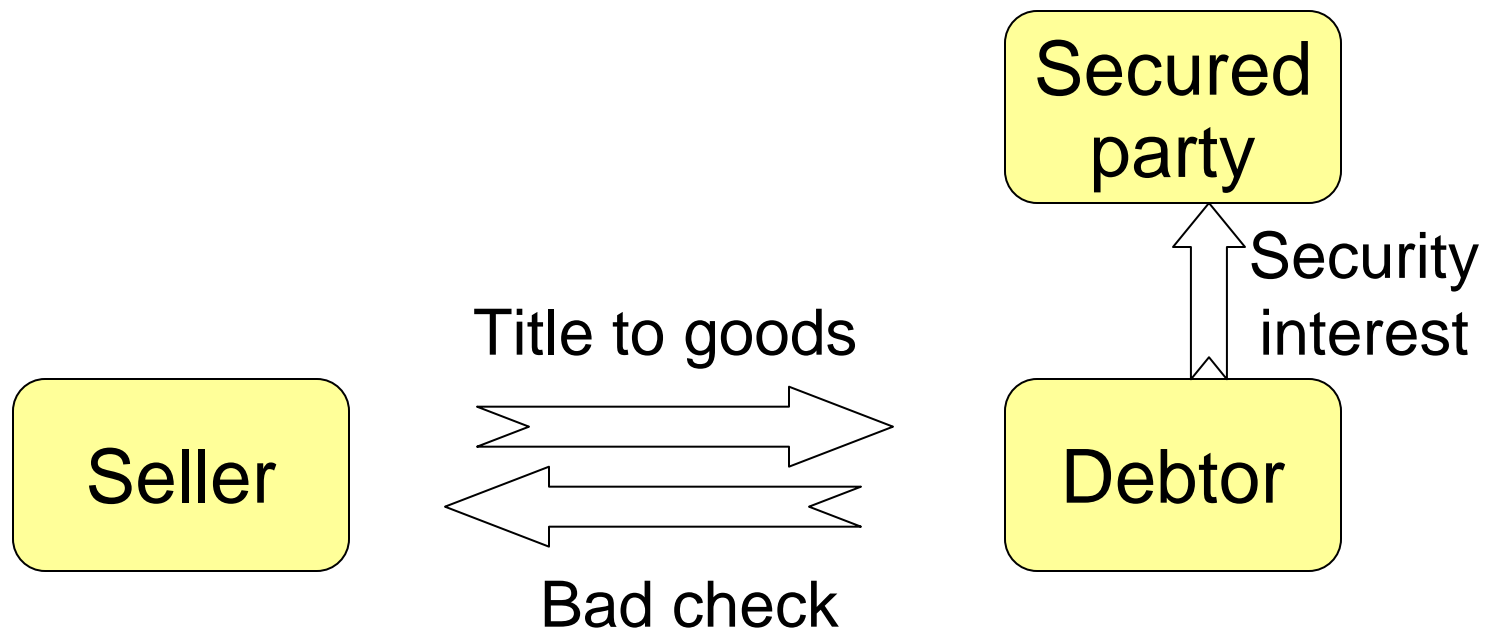 Secured
party
Security
interest
Title to goods
Seller
Debtor
Bad check